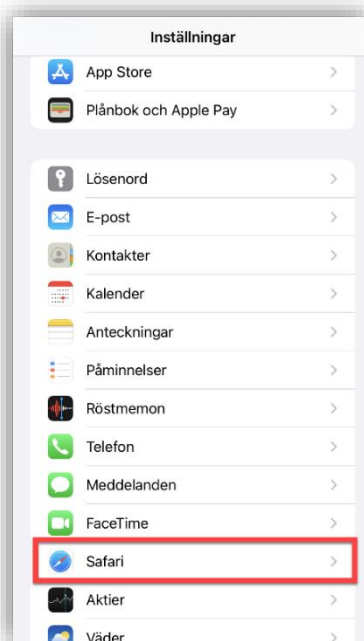 Inställningar
App Store
Plånbok och Apple Pay
Lösenord
E-post
Kontakter
Kalender
Anteckningar
Påminnelser
Röstmemon
Telefon
Meddelanden
FaceTime
Safari
Aktier
Väder